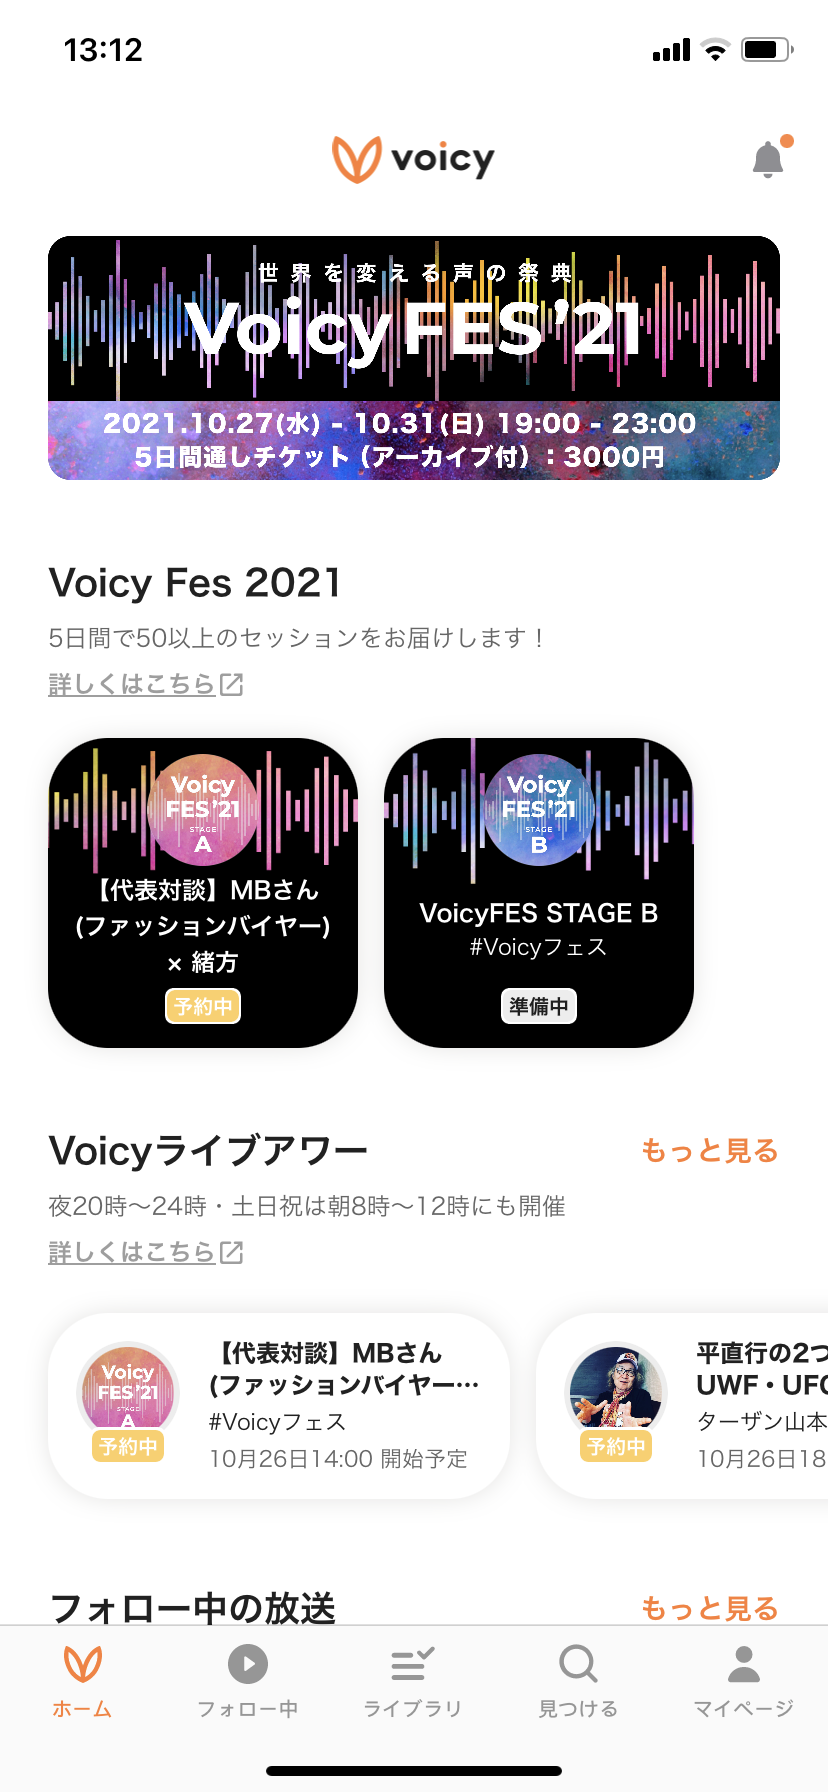 13:12
voicy
世界を変える声の祭典
Voicy FES'21
2021.10.27(水) - 10.31(日) 19:00 - 23:00
5日間通しチケット（アーカイブ付）：3000円
Voicy Fes 2021
5日間で50以上のセッションをお届けします！
詳しくはこちら
Voicy
FES'21
STAGE
A
【代表対談】MBさん
(ファッションバイヤー)
× 緒方
予約中
Voicy
FES'21
STAGE
B
VoicyFES STAGE B
#Voicyフェス
準備中
Voicyライブアワー
もっと見る
夜20時〜24時・土日祝は朝8時〜12時にも開催
詳しくはこちら
Voicy
FES'21
STAGE
A
予約中
【代表対談】MBさん
(ファッションバイヤー…
#Voicyフェス
10月26日14:00 開始予定
予約中
平直行の2つ
UWF・UFC
ターザン山本
10月26日18
フォロー中の放送
もっと見る
ホーム
フォロー中
ライブラリ
見つける
マイページ